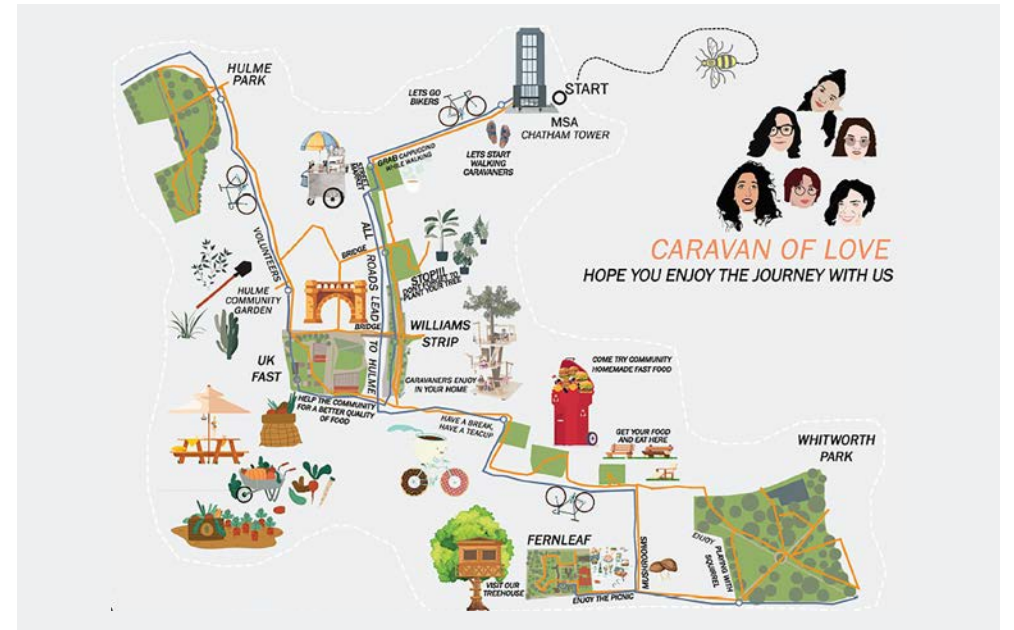 HULME
PARK
LETS GO
BIKERS
START
MSA
CHATHAM TOWER
GRAB CAPPUCCINO
WHILE WALKING
LETS START
WALKING
CARAVANERS
STREET
MARKET
CARAVAN OF LOVE
HOPE YOU ENJOY THE JOURNEY WITH US
VOLUNTEERS
ALL ROADS LEAD TO HULME
BRIDGE
STOP!!!
DON'T FORGET TO
PLANT YOUR TREE
HULME
COMMUNITY
GARDEN
BRIDGE
WILLIAMS
STRIP
UK
FAST
CARAVANERS ENJOY
IN YOUR HOME
COME TRY COMMUNITY
HOMEMADE FAST FOOD
HELP THE COMMUNITY
FOR A BETTER QUALITY
OF FOOD
HAVE A BREAK,
HAVE A TEACUP
GET YOUR FOOD
AND EAT HERE
WHITWORTH
PARK
FERNLEAF
MUSHROOMS
ENJOY
PLAYING WITH
SQUIRREL
VISIT OUR
TREEHOUSE
ENJOY THE PICNIC